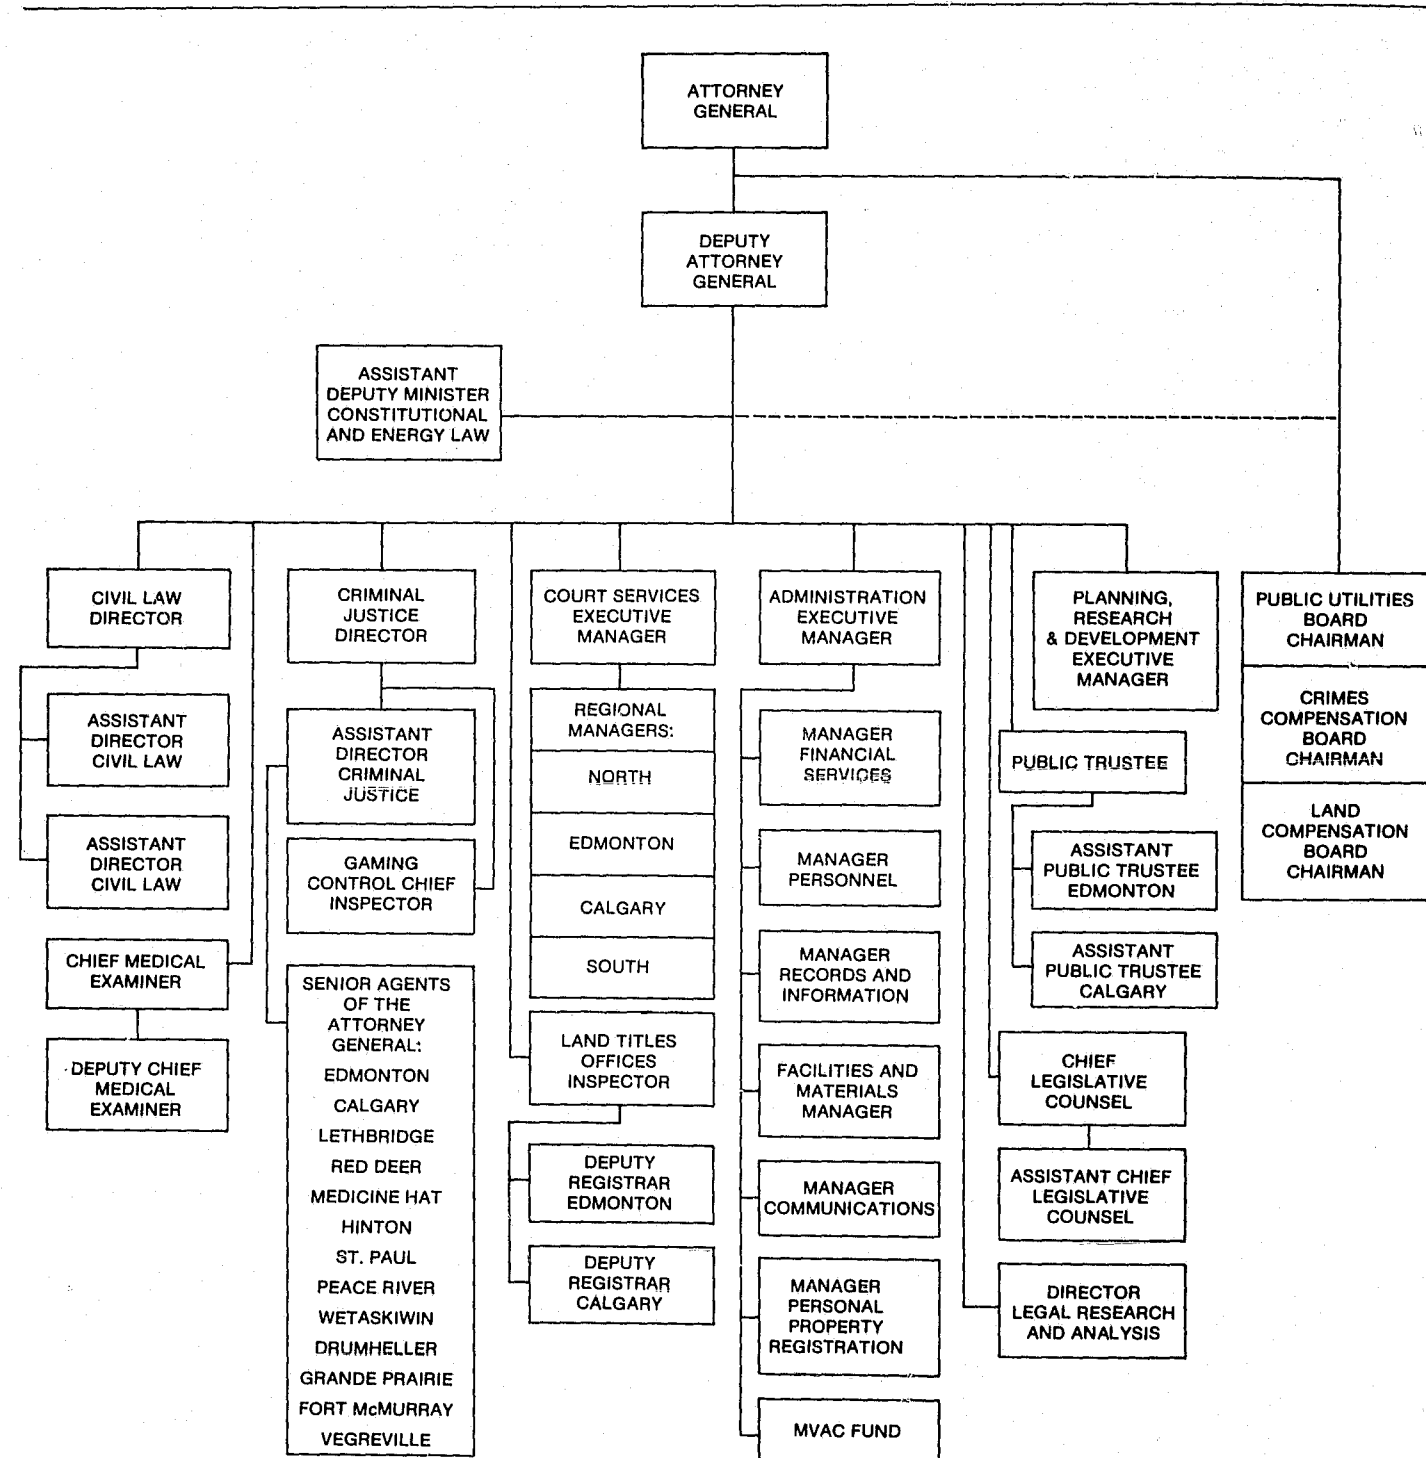 ATTORNEY
GENERAL
DEPUTY
ATTORNEY
GENERAL
ASSISTANT
DEPUTY MINISTER
CONSTITUTIONAL
AND ENERGY LAW
CIVIL LAW
DIRECTOR
ASSISTANT
DIRECTOR
CIVIL LAW
ASSISTANT
DIRECTOR
CIVIL LAW
CHIEF MEDICAL
EXAMINER
DEPUTY CHIEF
MEDICAL
EXAMINER
CRIMINAL
JUSTICE
DIRECTOR
ASSISTANT
DIRECTOR
CRIMINAL
JUSTICE
GAMING
CONTROL CHIEF
INSPECTOR
SENIOR AGENTS
OF THE
ATTORNEY
GENERAL:
EDMONTON
CALGARY
LETHBRIDGE
RED DEER
MEDICINE HAT
HINTON
ST. PAUL
PEACE RIVER
WETASKIWIN
DRUMHELLER
GRANDE PRAIRIE
FORT McMURRAY
VEGREVILLE
COURT SERVICES
EXECUTIVE
MANAGER
REGIONAL
MANAGERS:
NORTH
EDMONTON
CALGARY
SOUTH
LAND TITLES
OFFICES
INSPECTOR
DEPUTY
REGISTRAR
EDMONTON
DEPUTY
REGISTRAR
CALGARY
ADMINISTRATION
EXECUTIVE
MANAGER
MANAGER
FINANCIAL
SERVICES
MANAGER
PERSONNEL
MANAGER
RECORDS AND
INFORMATION
FACILITIES AND
MATERIALS
MANAGER
MANAGER
COMMUNICATIONS
MANAGER
PERSONAL
PROPERTY
REGISTRATION
MVAC FUND
PLANNING,
RESEARCH
& DEVELOPMENT
EXECUTIVE
MANAGER
PUBLIC TRUSTEE
ASSISTANT
PUBLIC TRUSTEE
EDMONTON
ASSISTANT
PUBLIC TRUSTEE
CALGARY
CHIEF
LEGISLATIVE
COUNSEL
ASSISTANT CHIEF
LEGISLATIVE
COUNSEL
DIRECTOR
LEGAL RESEARCH
AND ANALYSIS
PUBLIC UTILITIES
BOARD
CHAIRMAN
CRIMES
COMPENSATION
BOARD
CHAIRMAN
LAND
COMPENSATION
BOARD
CHAIRMAN